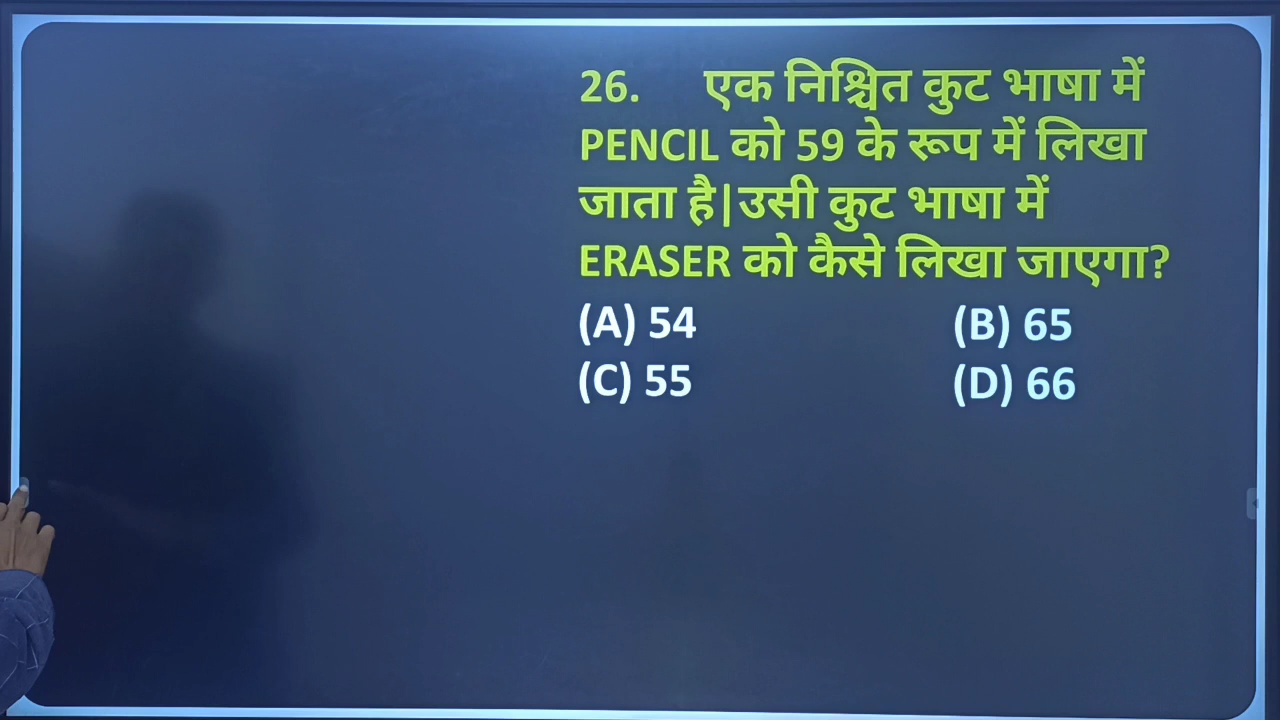 26. एक निश्चित कुट भाषा में
PENCIL को 59 के रूप में लिखा
जाता है|उसी कुट भाषा में
ERASER को कैसे लिखा जाएगा?
(A) 54 (B) 65
(C) 55 (D) 66